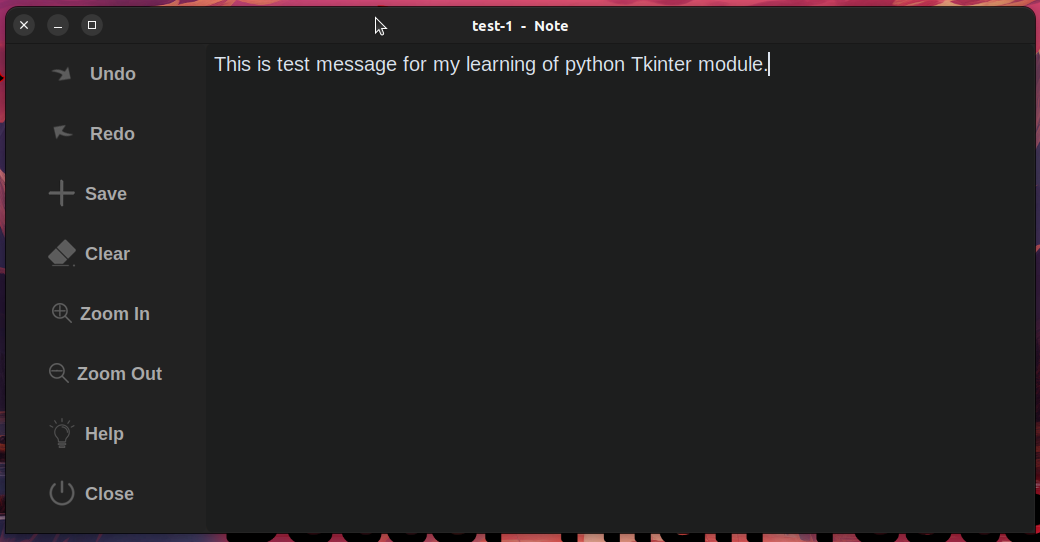 test-1 - Note
Undo
Redo
Save
Clear
Zoom In
Zoom Out
Help
Close
This is test message for my learning of python Tkinter module.